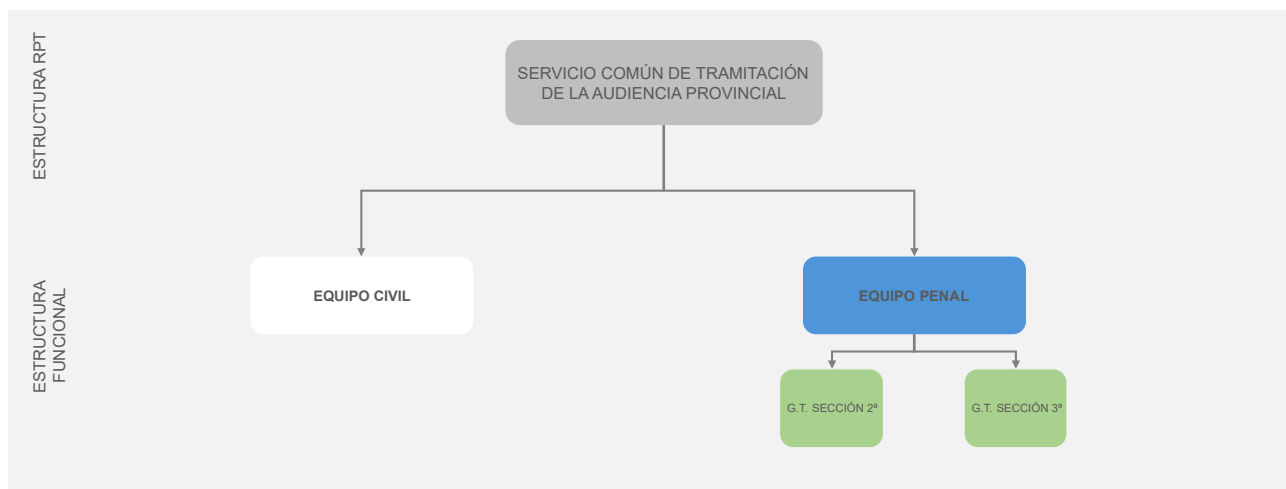 ESTRUCTURA RPT
SERVICIO COMÚN DE TRAMITACIÓN
DE LA AUDIENCIA PROVINCIAL
ESTRUCTURA
FUNCIONAL
EQUIPO CIVIL
EQUIPO PENAL
G.T. SECCIÓN 2ª
G.T. SECCIÓN 3ª